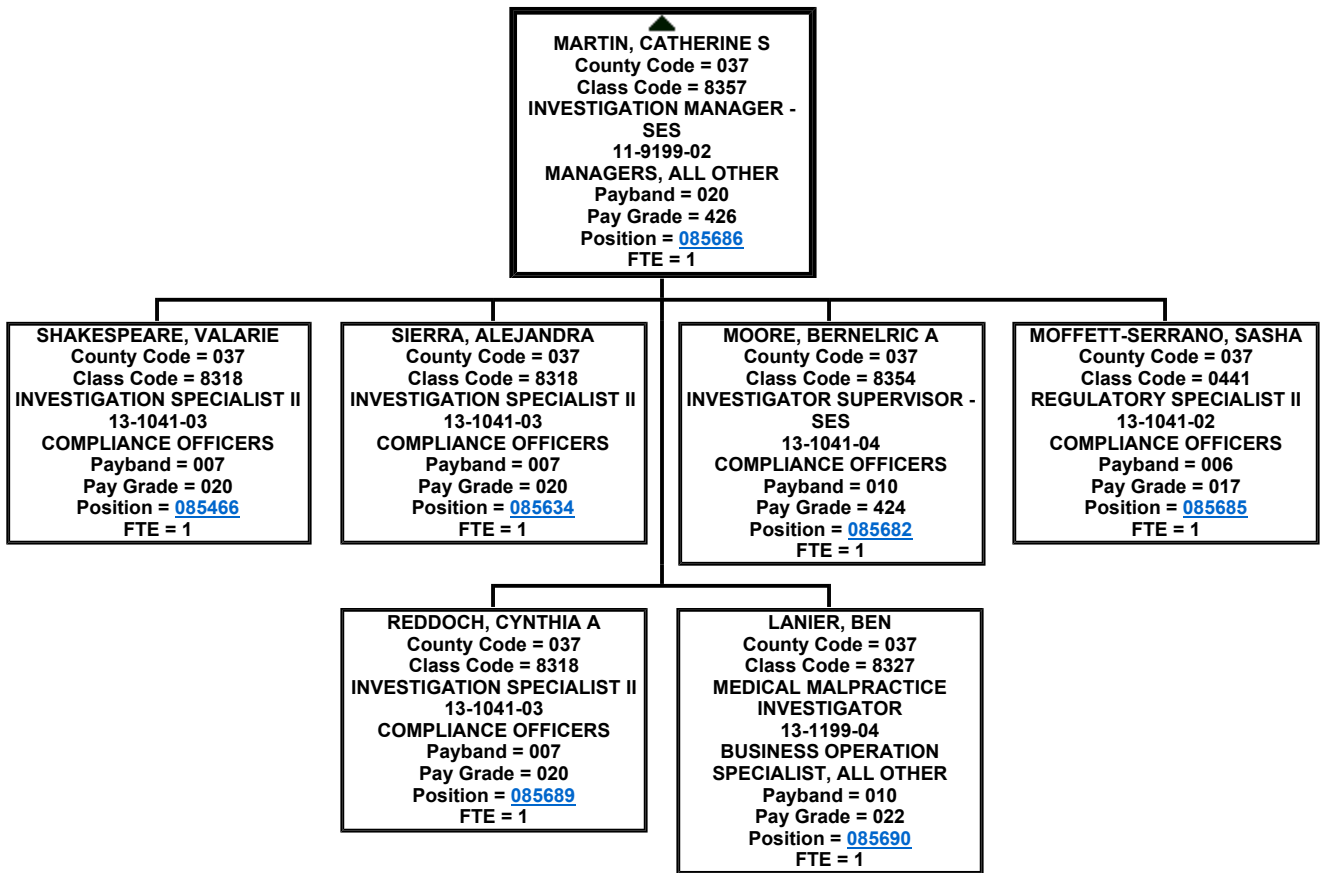 MARTIN, CATHERINE S
County Code = 037
Class Code = 8357
INVESTIGATION MANAGER -
SES
11-9199-02
MANAGERS, ALL OTHER
Payband = 020
Pay Grade = 426
Position = 085686
FTE = 1
SHAKESPEARE, VALARIE
County Code = 037
Class Code = 8318
INVESTIGATION SPECIALIST II
13-1041-03
COMPLIANCE OFFICERS
Payband = 007
Pay Grade = 020
Position = 085466
FTE = 1
SIERRA, ALEJANDRA
County Code = 037
Class Code = 8318
INVESTIGATION SPECIALIST II
13-1041-03
COMPLIANCE OFFICERS
Payband = 007
Pay Grade = 020
Position = 085634
FTE = 1
MOORE, BERNELRIC A
County Code = 037
Class Code = 8354
INVESTIGATOR SUPERVISOR -
SES
13-1041-04
COMPLIANCE OFFICERS
Payband = 010
Pay Grade = 424
Position = 085682
FTE = 1
MOFFETT-SERRANO, SASHA
County Code = 037
Class Code = 0441
REGULATORY SPECIALIST II
13-1041-02
COMPLIANCE OFFICERS
Payband = 006
Pay Grade = 017
Position = 085685
FTE = 1
REDDOCH, CYNTHIA A
County Code = 037
Class Code = 8318
INVESTIGATION SPECIALIST II
13-1041-03
COMPLIANCE OFFICERS
Payband = 007
Pay Grade = 020
Position = 085689
FTE = 1
LANIER, BEN
County Code = 037
Class Code = 8327
MEDICAL MALPRACTICE
INVESTIGATOR
13-1199-04
BUSINESS OPERATION
SPECIALIST, ALL OTHER
Payband = 010
Pay Grade = 022
Position = 085690
FTE = 1